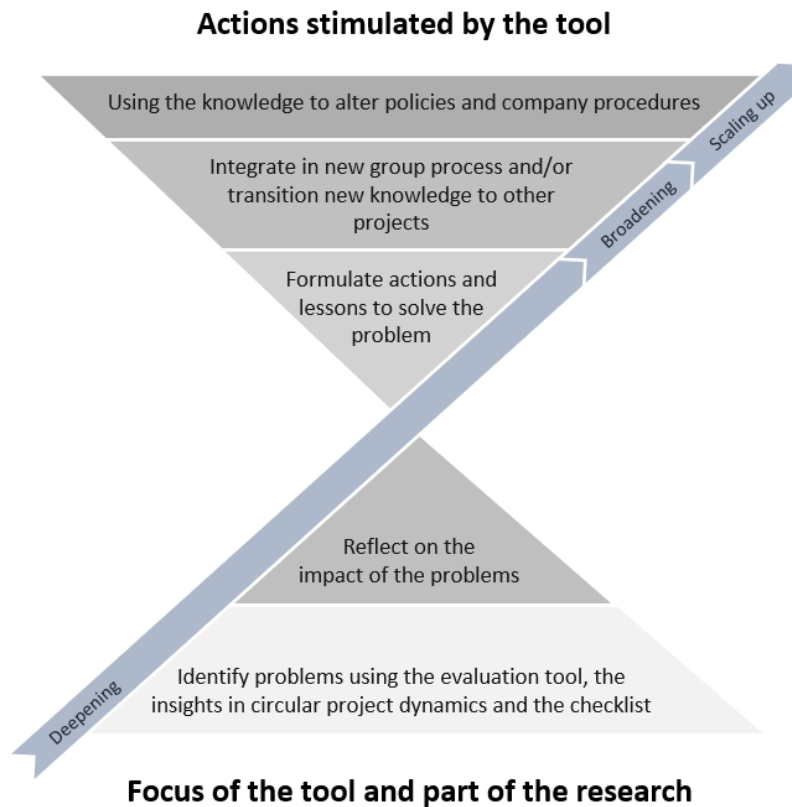 Actions stimulated by the tool
Using the knowledge to alter policies and company procedures
Scaling up
Integrate in new group process and/or
transition new knowledge to other
projects
Broadening
Formulate actions and
lessons to solve the
problem
Reflect on the
impact of the problems
Identify problems using the evaluation tool, the
insights in circular project dynamics and the checklist
Deepening
Focus of the tool and part of the research